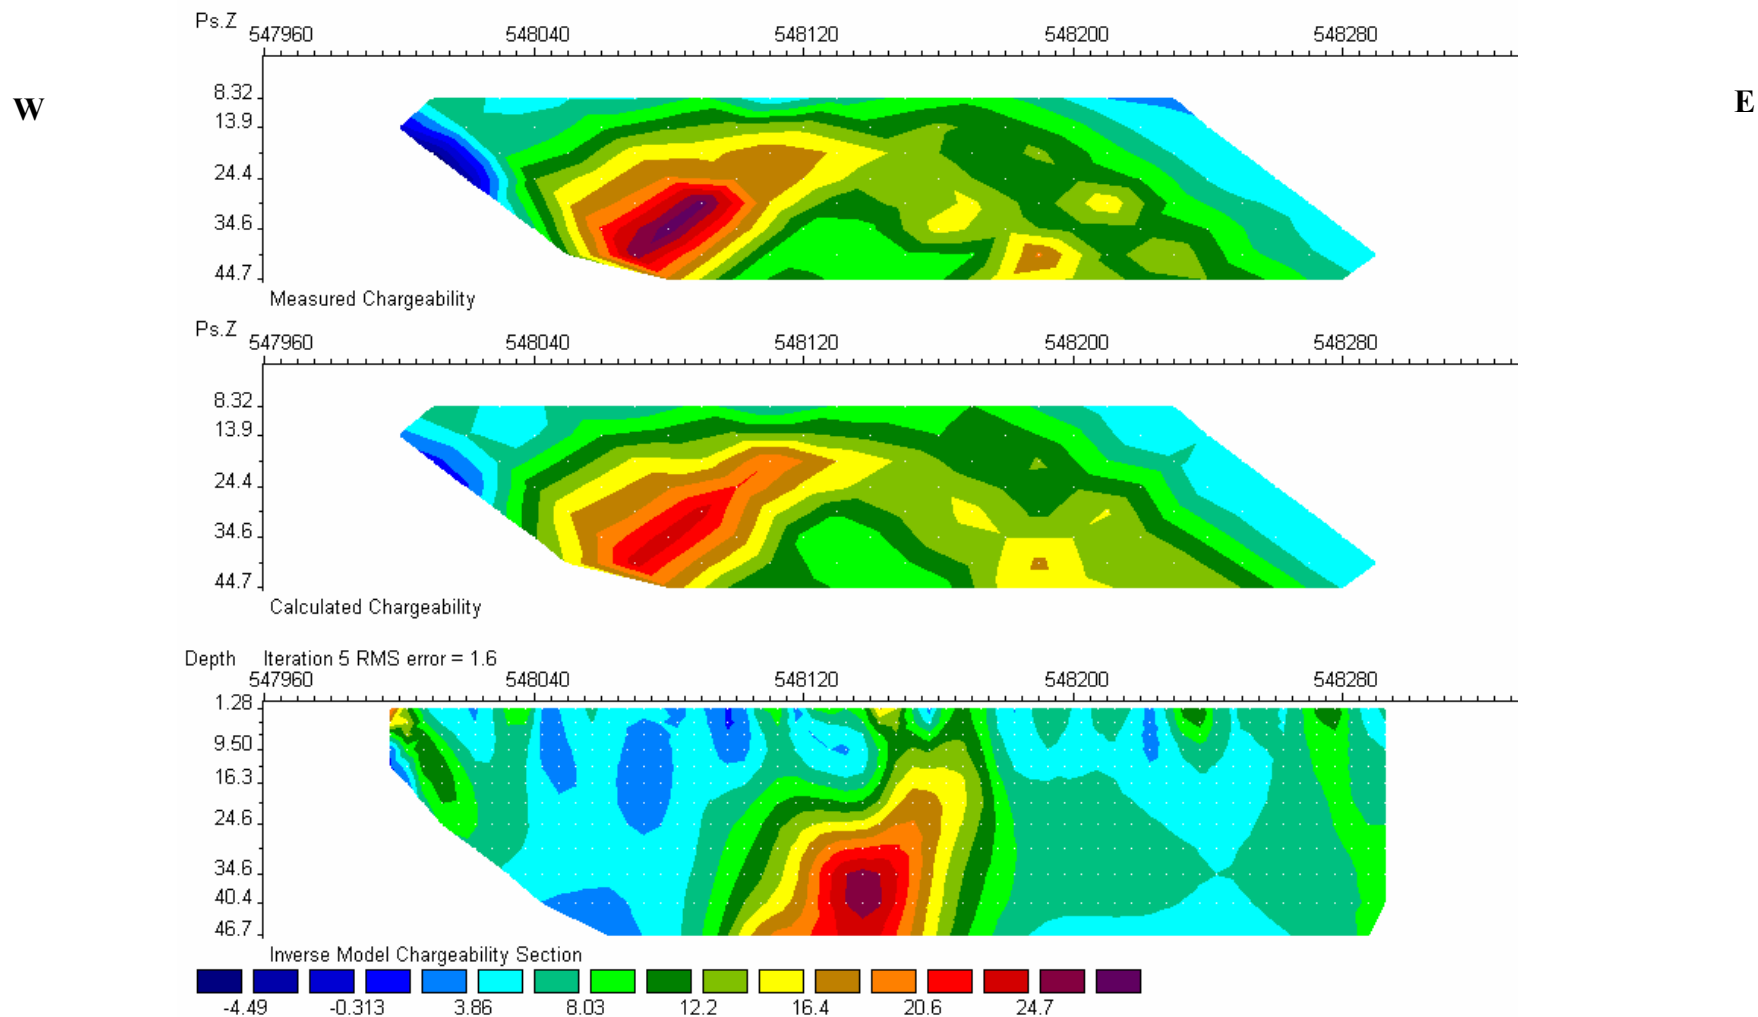 Ps.Z
547960 548040 548120 548200 548280
W
E
8.32
13.9
24.4
34.6
44.7
Measured Chargeability
Ps.Z
547960 548040 548120 548200 548280
8.32
13.9
24.4
34.6
44.7
Calculated Chargeability
Depth Iteration 5 RMS error = 1.6
547960 548040 548120 548200 548280
1.28
9.50
16.3
24.6
34.6
40.4
46.7
Inverse Model Chargeability Section
-4.49 -0.313 3.86 8.03 12.2 16.4 20.6 24.7